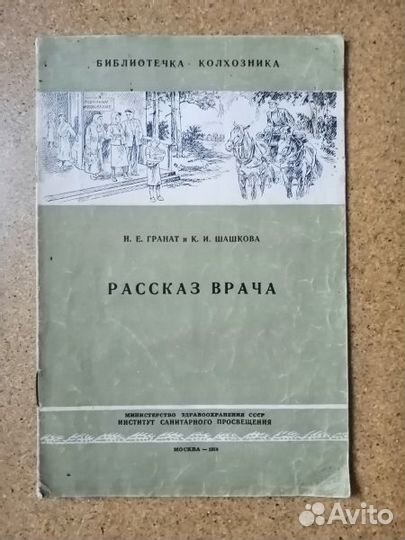 БИБЛИОТЕЧКА КОЛХОЗНИКА
Н. Е. ГРАНАТ и К. И. ШАШКОВА
РАССКАЗ ВРАЧА
МИНИСТЕРСТВО ЗДРАВООХРАНЕНИЯ СССР
ИНСТИТУТ САНИТАРНОГО ПРОСВЕЩЕНИЯ
МОСКВА —
Avito